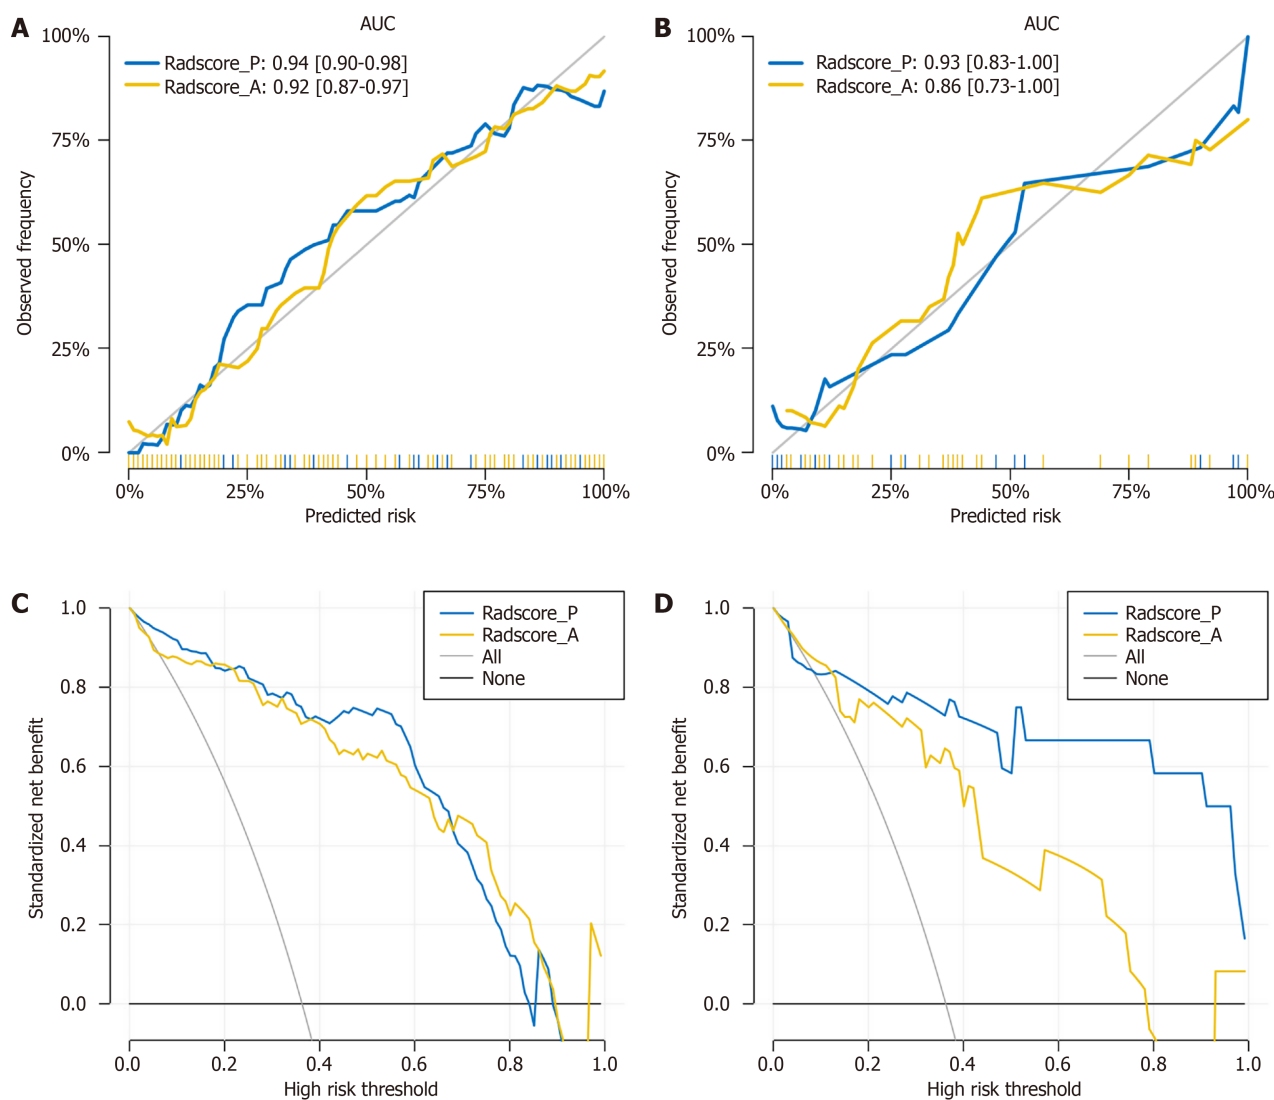 A
AUC
Radscore_P: 0.94 [0.90-0.98]
Radscore_A: 0.92 [0.87-0.97]
100%
75%
50%
25%
0%
Observed frequency
0% 25% 50% 75% 100%
Predicted risk
B
AUC
Radscore_P: 0.93 [0.83-1.00]
Radscore_A: 0.86 [0.73-1.00]
100%
75%
50%
25%
0%
Observed frequency
0% 25% 50% 75% 100%
Predicted risk
C
Radscore_P
Radscore_A
All
None
1.0
0.8
0.6
0.4
0.2
0.0
Standardized net benefit
0.0 0.2 0.4 0.6 0.8 1.0
High risk threshold
D
Radscore_P
Radscore_A
All
None
1.0
0.8
0.6
0.4
0.2
0.0
Standardized net benefit
0.0 0.2 0.4 0.6 0.8 1.0
High risk threshold